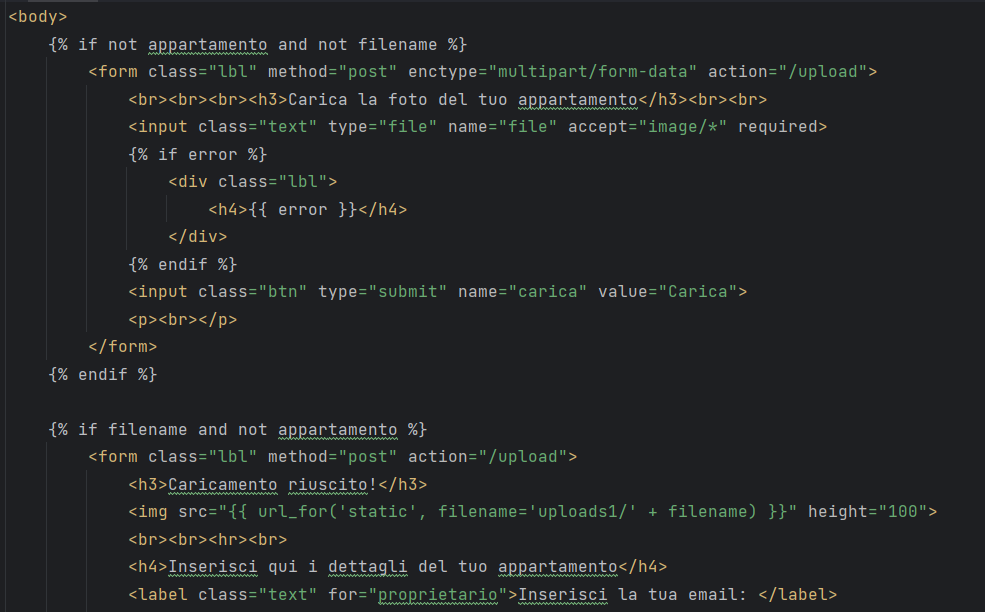 <body>
{% if not appartamento and not filename %}
<form class="lbl" method="post" enctype="multipart/form-data" action="/upload">
<br><br><br><h3>Carica la foto del tuo appartamento</h3><br><br>
<input class="text" type="file" name="file" accept="image/*" required>
{% if error %}
<div class="lbl">
<h4>{{ error }}</h4>
</div>
{% endif %}
<input class="btn" type="submit" name="carica" value="Carica">
<p><br></p>
</form>
{% endif %}
{% if filename and not appartamento %}
<form class="lbl" method="post" action="/upload">
<h3>Caricamento riuscito!</h3>
<img src="{{ url_for('static', filename='uploads1/' + filename) }}" height="100">
<br><br><hr><br>
<h4>Inserisci qui i dettagli del tuo appartamento</h4>
<label class="text" for="proprietario">Inserisci la tua email: </label>